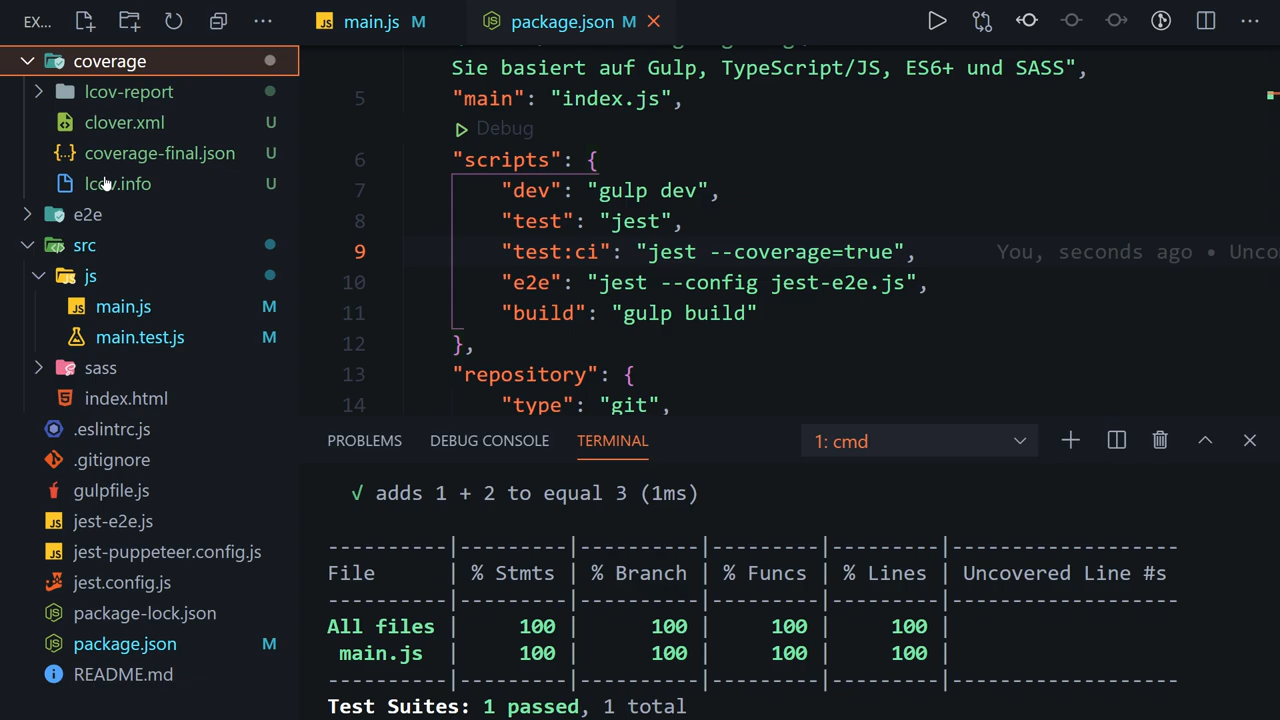 EX...
main.js M
package.json M
coverage
lcov-report
clover.xml U
coverage-final.json U
lcov.info U
e2e
src
js
main.js M
main.test.js M
sass
index.html
.eslintrc.js
.gitignore
gulpfile.js
jest-e2e.js
jest-puppeteer.config.js
jest.config.js
package-lock.json
package.json M
README.md
Sie basiert auf Gulp, TypeScript/JS, ES6+ und SASS",
5 "main": "index.js",
Debug
6 "scripts": {
7 "dev": "gulp dev",
8 "test": "jest",
9 "test:ci": "jest --coverage=true", You, seconds ago • Unco
10 "e2e": "jest --config jest-e2e.js",
11 "build": "gulp build"
12 },
13 "repository": {
14 "type": "git",
PROBLEMS DEBUG CONSOLE TERMINAL 1: cmd
√ adds 1 + 2 to equal 3 (1ms)
----------|---------|----------|---------|---------|-------------------
File | % Stmts | % Branch | % Funcs | % Lines | Uncovered Line #s
----------|---------|----------|---------|---------|-------------------
All files | 100 | 100 | 100 | 100 |
main.js | 100 | 100 | 100 | 100 |
----------|---------|----------|---------|---------|-------------------
Test Suites: 1 passed, 1 total